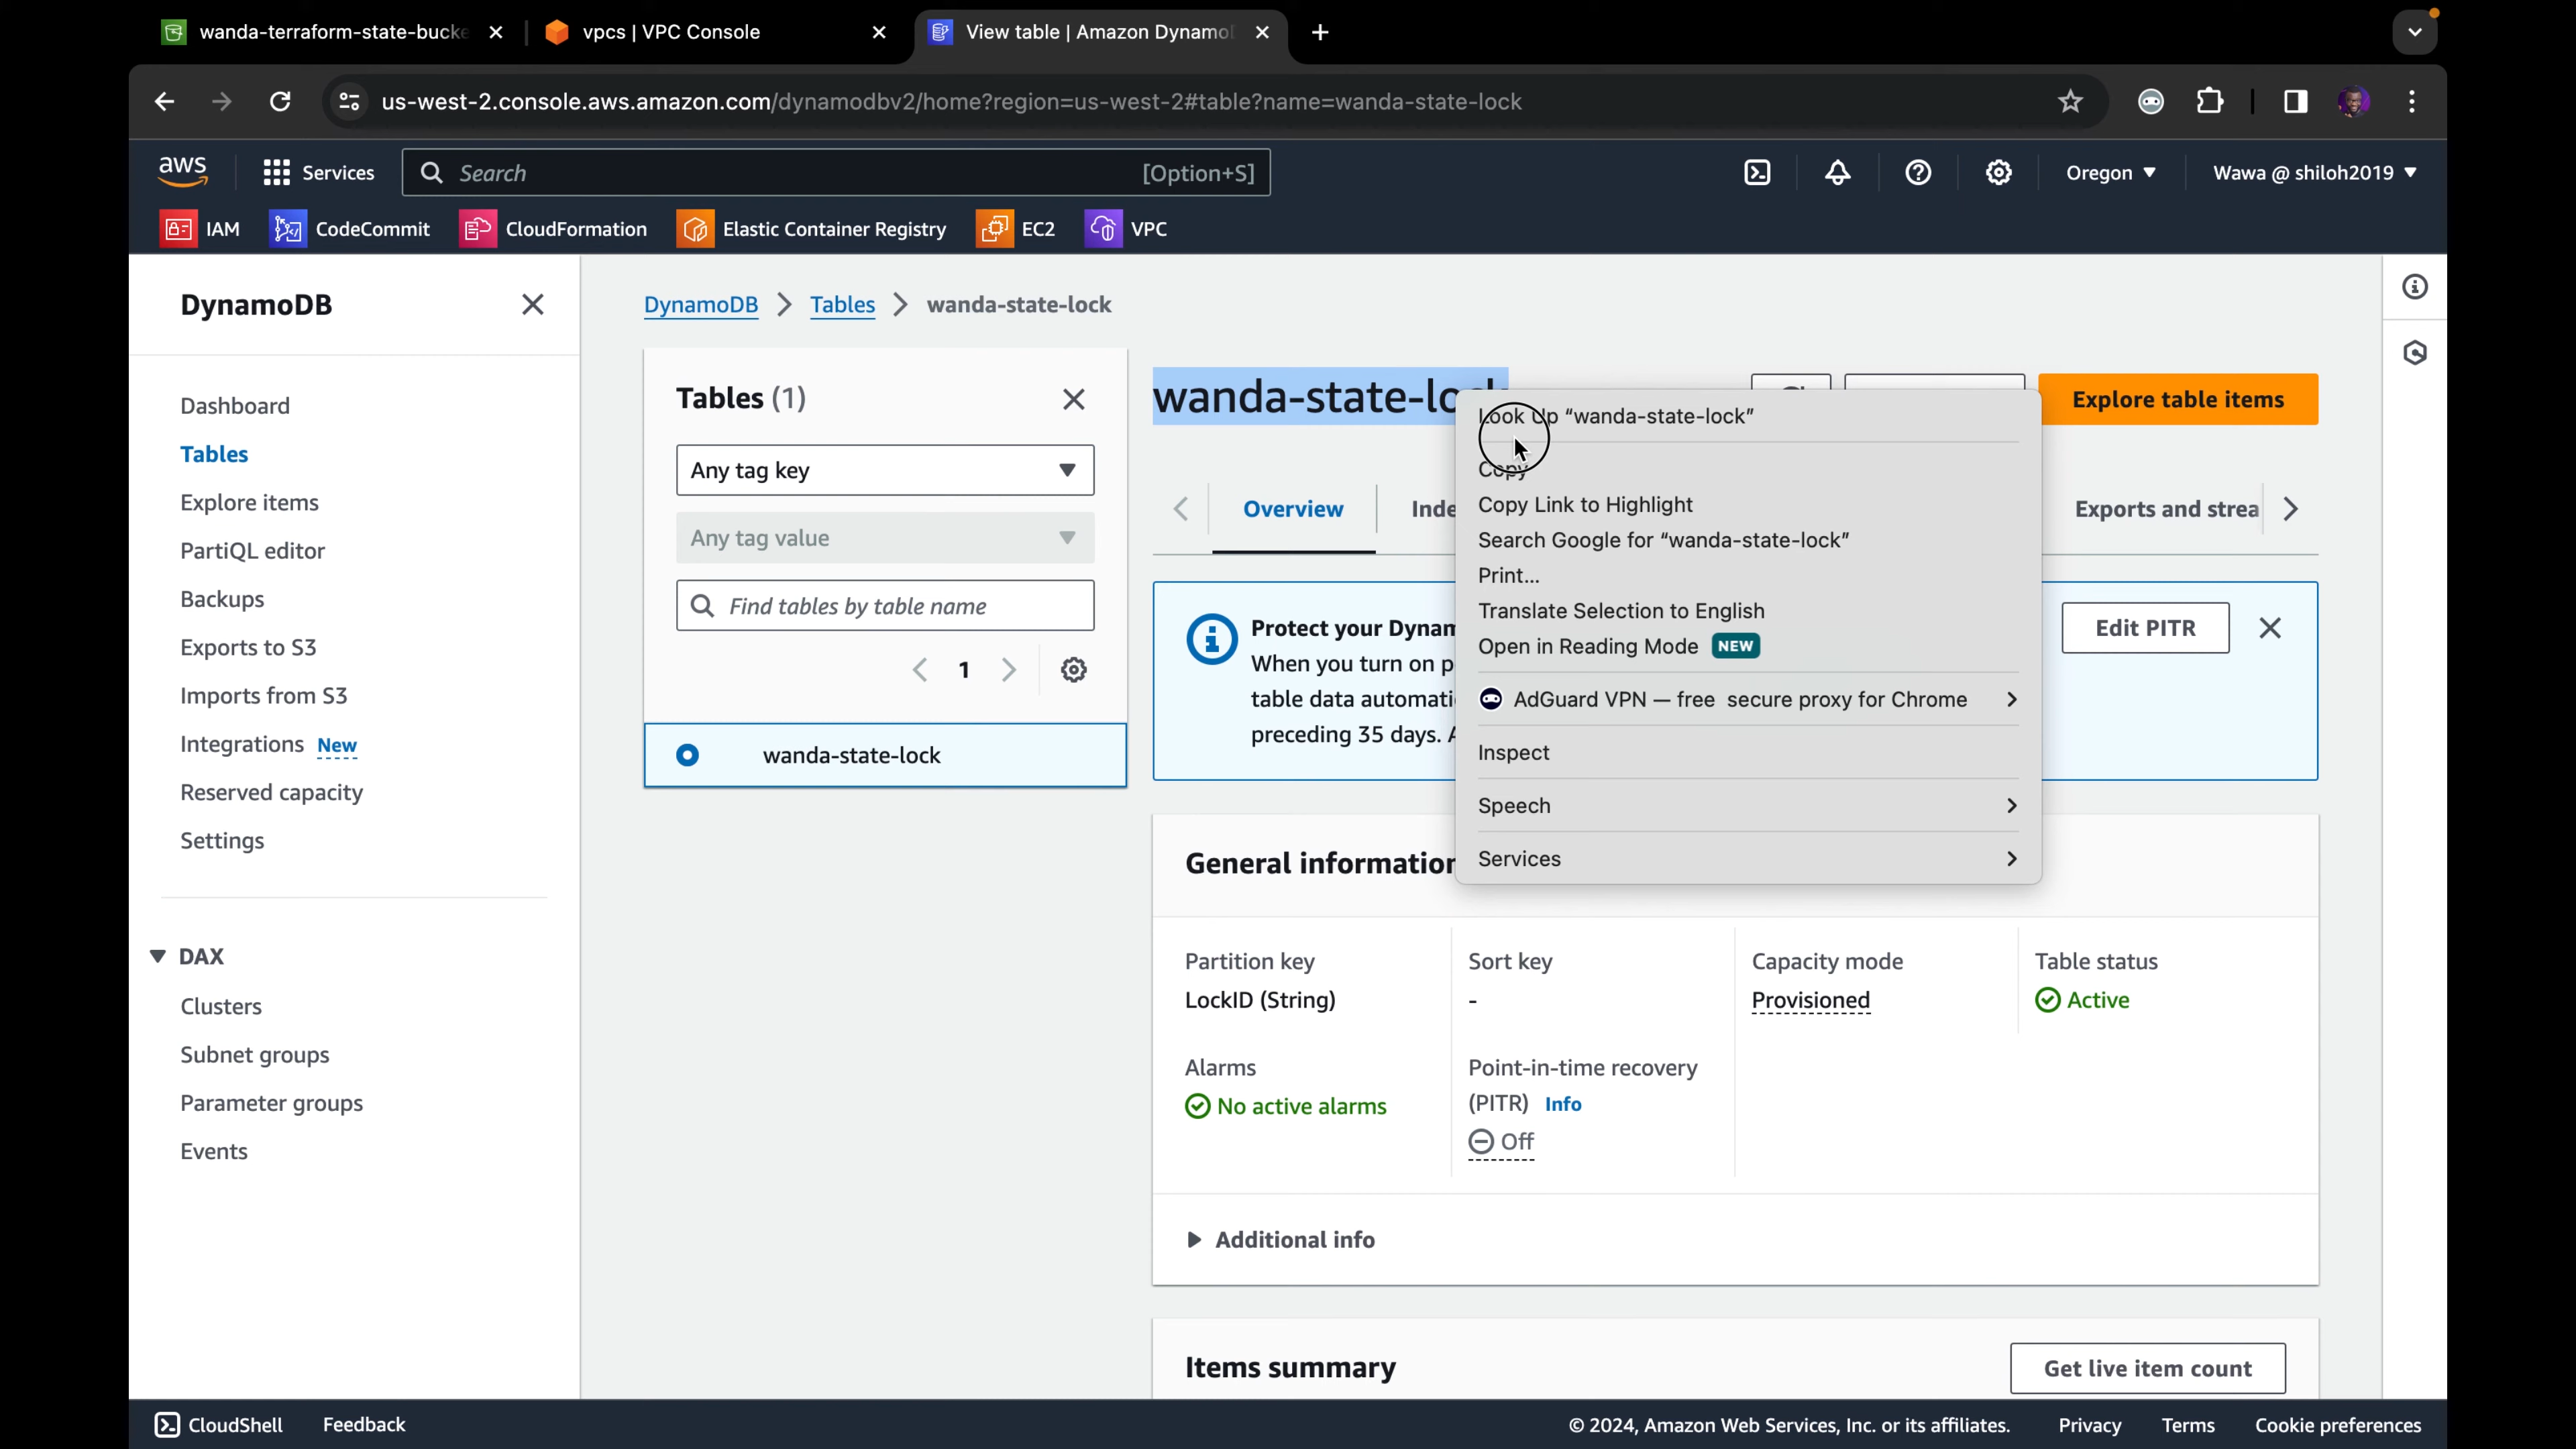 wanda-terraform-state-bucke
vpcs | VPC Console
View table | Amazon Dynamo
us-west-2.console.aws.amazon.com/dynamodbv2/home?region=us-west-2#table?name=wanda-state-lock
aws
Services
Search
[Option+S]
Oregon
Wawa @ shiloh2019
IAM
CodeCommit
CloudFormation
Elastic Container Registry
EC2
VPC
DynamoDB
Dashboard
Tables
Explore items
PartiQL editor
Backups
Exports to S3
Imports from S3
Integrations New
Reserved capacity
Settings
DAX
Clusters
Subnet groups
Parameter groups
Events
DynamoDB
Tables
wanda-state-lock
Tables (1)
Any tag key
Any tag value
Find tables by table name
1
wanda-state-lock
wanda-state-lock
Explore table items
Overview
Inde
Exports and strea
Protect your Dynam
When you turn on p
table data automati
preceding 35 days. A
Edit PITR
Look Up “wanda-state-lock”
Copy
Copy Link to Highlight
Search Google for “wanda-state-lock”
Print...
Translate Selection to English
Open in Reading Mode NEW
AdGuard VPN — free secure proxy for Chrome
Inspect
Speech
Services
General information
Partition key
LockID (String)
Sort key
-
Capacity mode
Provisioned
Table status
Active
Alarms
No active alarms
Point-in-time recovery
(PITR) Info
Off
Additional info
Items summary
Get live item count
CloudShell
Feedback
© 2024, Amazon Web Services, Inc. or its affiliates.
Privacy
Terms
Cookie preferences